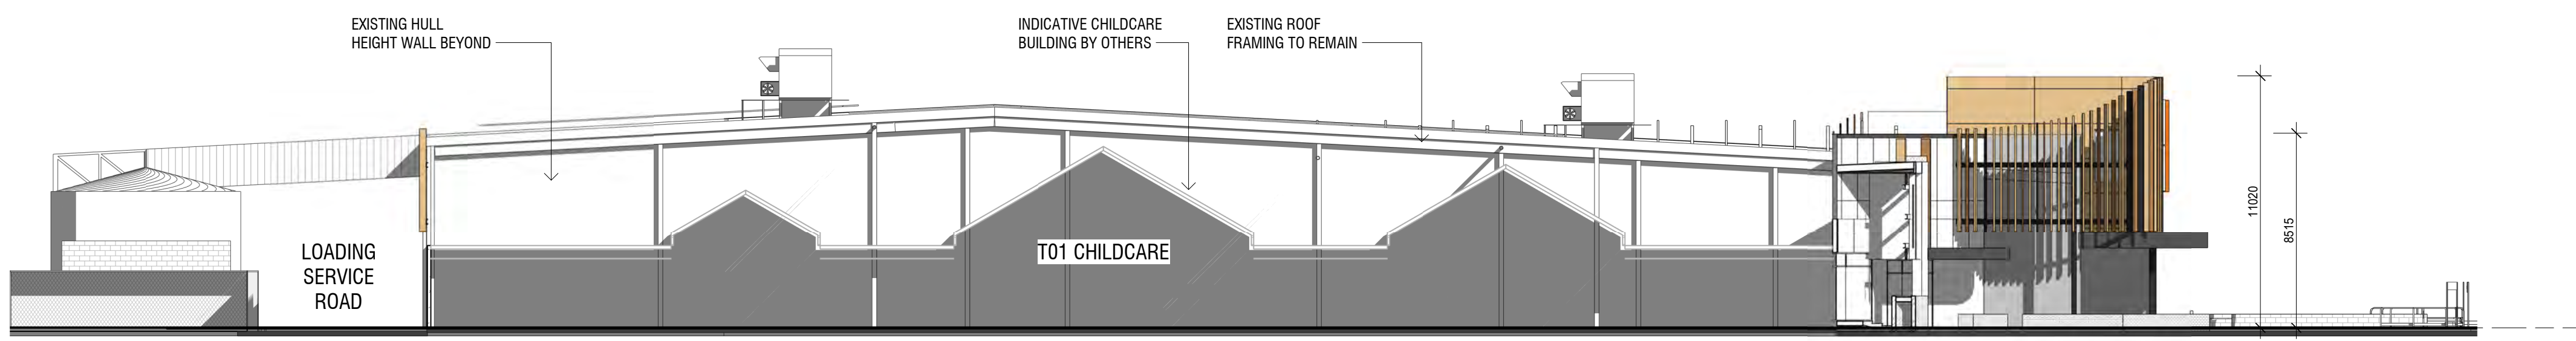 EXISTING HULL
HEIGHT WALL BEYOND
INDICATIVE CHILDCARE
BUILDING BY OTHERS
EXISTING ROOF
FRAMING TO REMAIN
LOADING
SERVICE
ROAD
T01 CHILDCARE
11020
8515